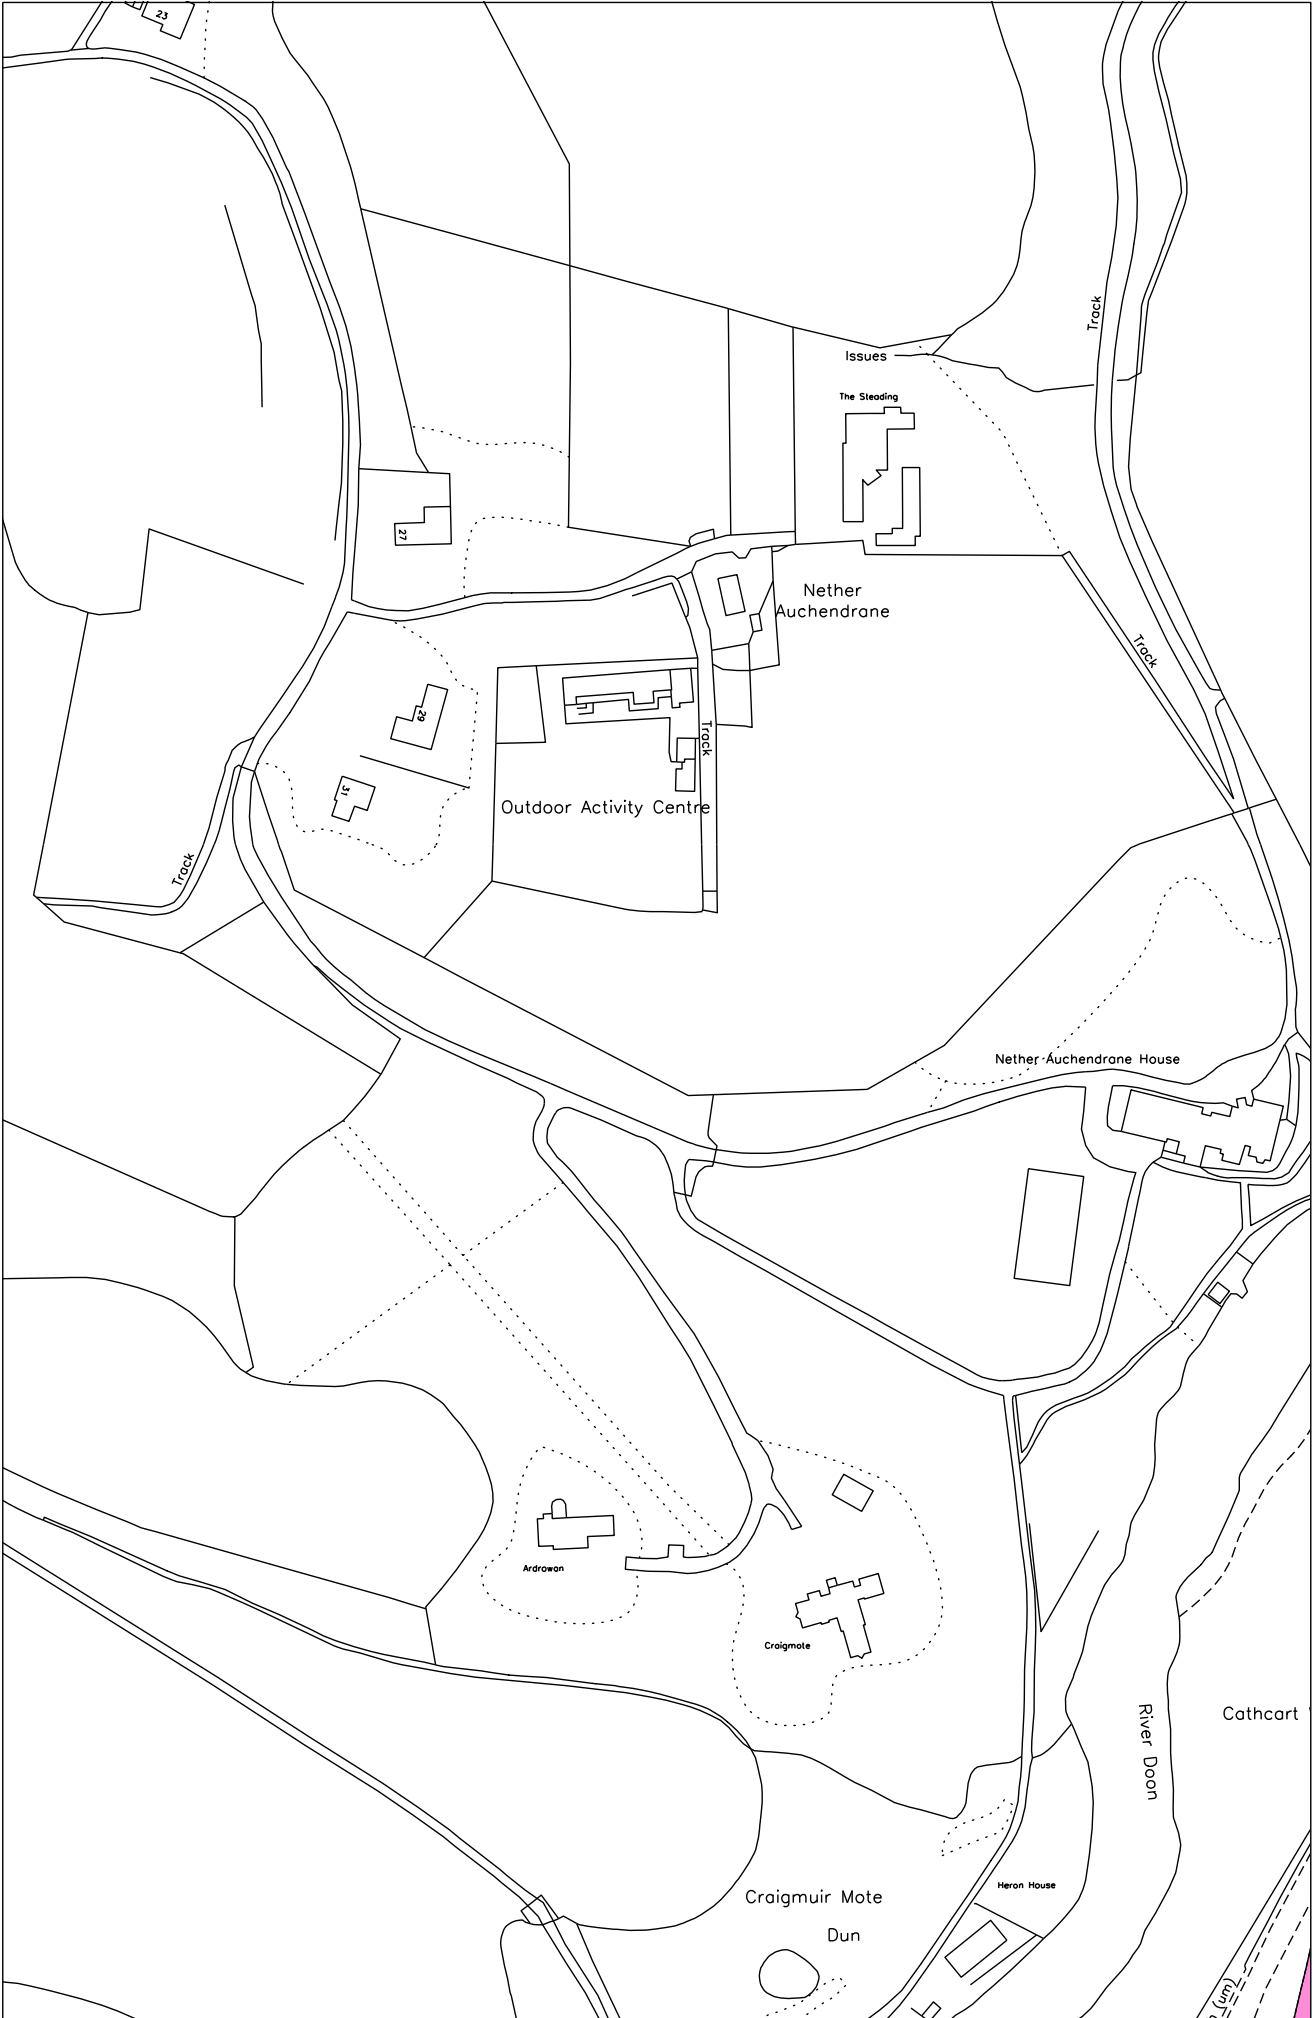 23
Track
Issues
The Steading
27
Nether
Auchendrane
Track
29
Track
31
Outdoor Activity Centre
Track
Nether Auchendrane House
Ardrowan
Craigmote
River Doon
Cathcart
Heron House
Craigmuir Mote
Dun
(um)